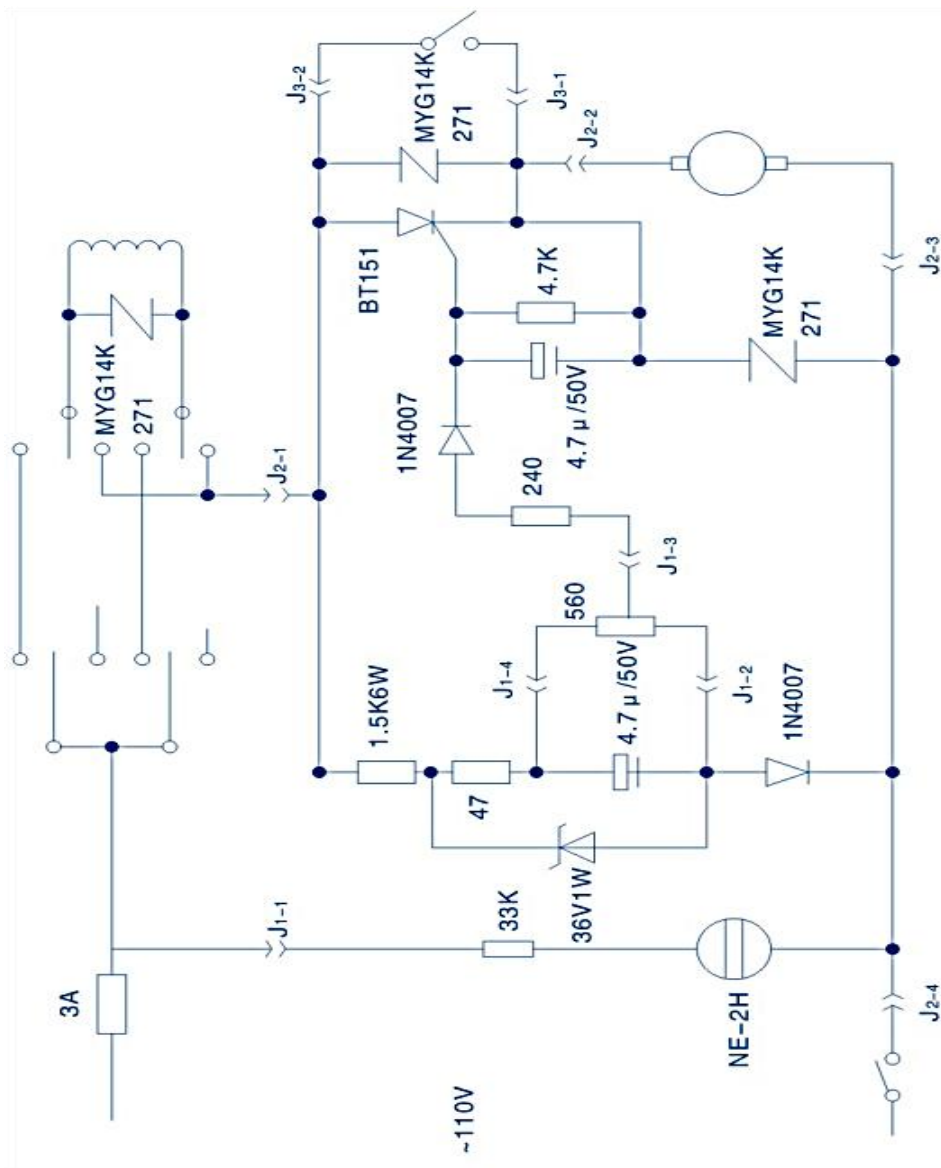 ~110V
3A
J1-1
33K
NE-2H
J2-4
36V1W
47
1.5K6W
4.7μ/50V
1N4007
J1-4
J1-2
560
J1-3
240
1N4007
4.7μ/50V
4.7K
BT151
J2-1
MYG14K
271
MYG14K
271
MYG14K
271
J2-3
J2-2
J3-1
J3-2